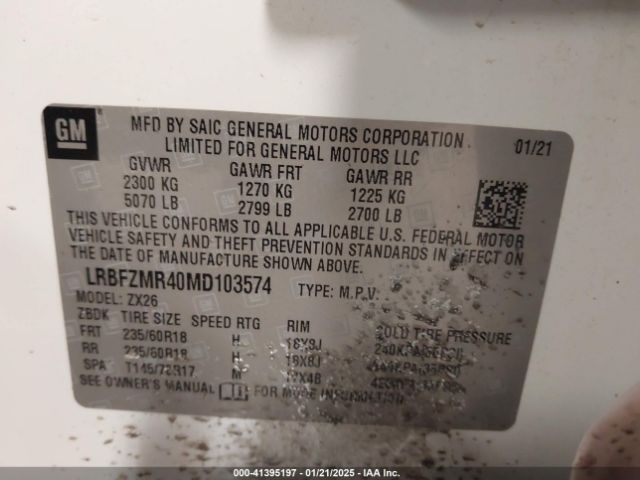 GM
MFD BY SAIC GENERAL MOTORS CORPORATION 01/21
LIMITED FOR GENERAL MOTORS LLC
GVWR GAWR FRT GAWR RR
2300 KG 1270 KG 1225 KG
5070 LB 2799 LB 2700 LB
THIS VEHICLE CONFORMS TO ALL APPLICABLE U.S. FEDERAL MOTOR
VEHICLE SAFETY AND THEFT PREVENTION STANDARDS IN EFFECT ON
THE DATE OF MANUFACTURE SHOWN ABOVE.
LRBFZMR40MD103574 TYPE: M.P.V.
MODEL: ZX26
ZBDK TIRE SIZE SPEED RTG RIM COLD TIRE PRESSURE
FRT 235/60R18 H 18X8J
RR 235/60R18 H 18X8J
SPA
SEE OWNER'S MANUAL FOR MORE INFORMATION
000-41395197 - 01/21/2025 - IAA Inc.